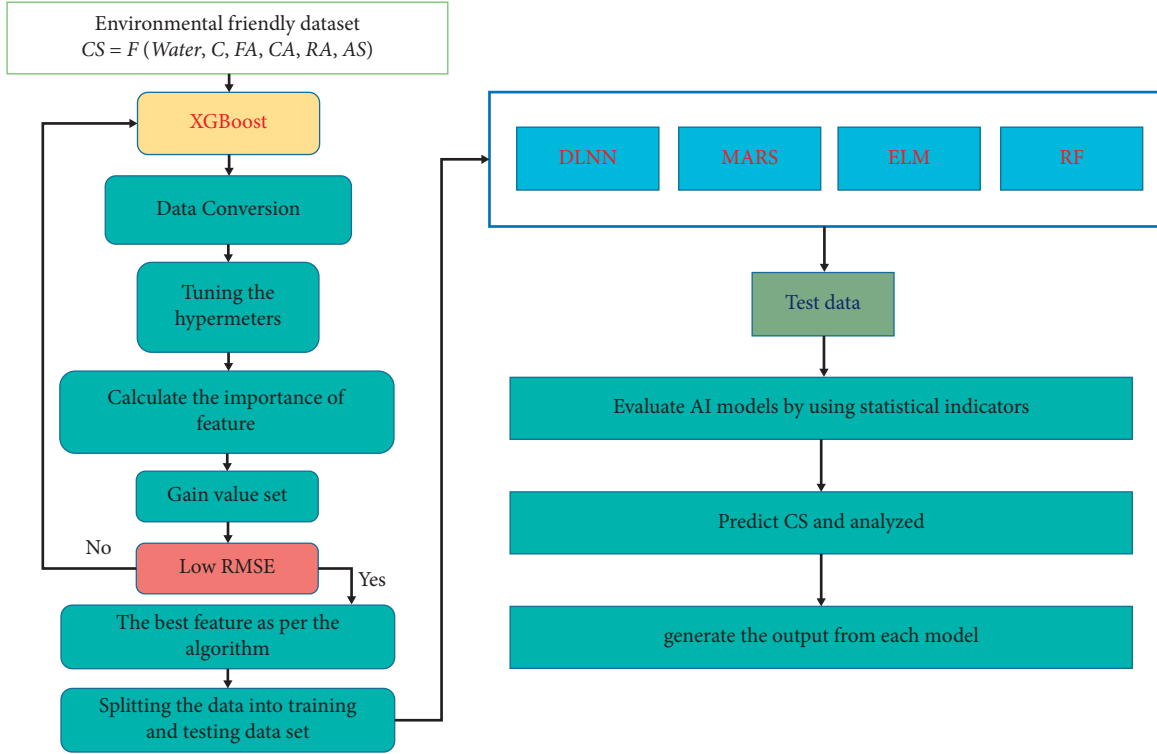 Environmental friendly dataset
CS = F (Water, C, FA, CA, RA, AS)
XGBoost
Data Conversion
Tuning the
hypermeters
Calculate the importance of
feature
Gain value set
No
Low RMSE
Yes
The best feature as per the
algorithm
Splitting the data into training
and testing data set
DLNN
MARS
ELM
RF
Test data
Evaluate AI models by using statistical indicators
Predict CS and analyzed
generate the output from each model